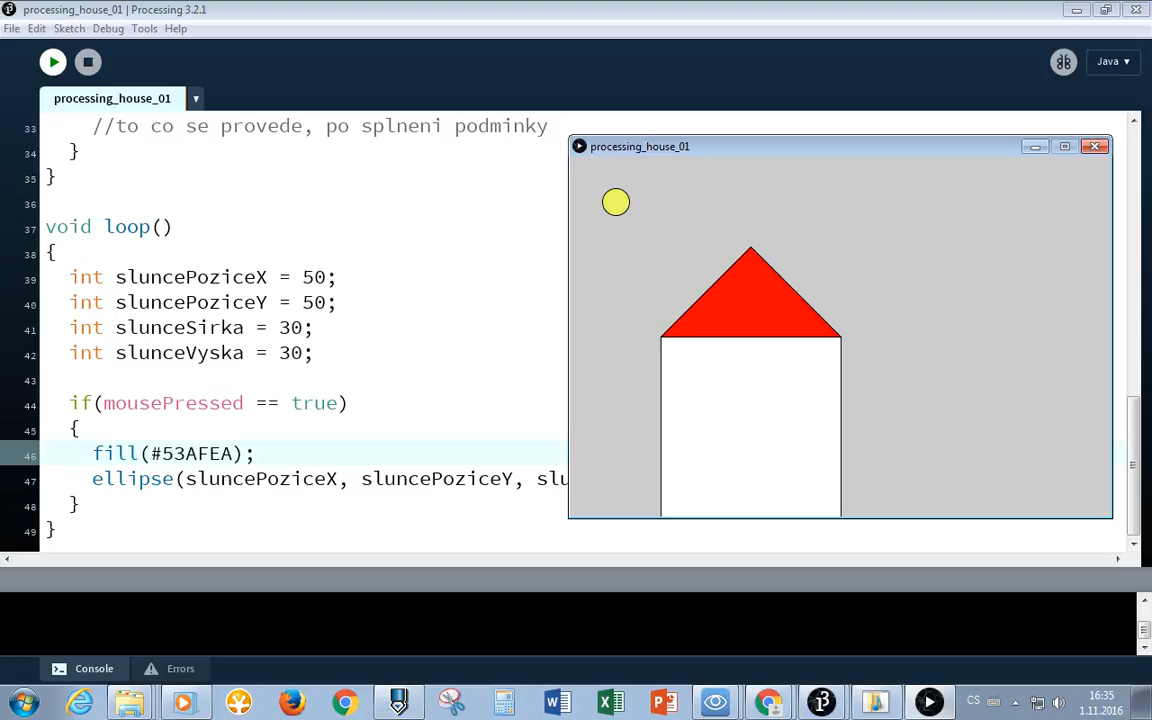 processing_house_01 | Processing 3.2.1
File Edit Sketch Debug Tools Help
Java ▾
processing_house_01
33 //to co se provede, po splneni podminky
34 }
35 }
36
37 void loop()
38 {
39 int sluncePoziceX = 50;
40 int sluncePoziceY = 50;
41 int slunceSirka = 30;
42 int slunceVyska = 30;
43
44 if(mousePressed == true)
45 {
46 fill(#53AFEA);
47 ellipse(sluncePoziceX, sluncePoziceY, slu
48 }
49 }
processing_house_01
Console Errors
CS
16:35
1.11.2016